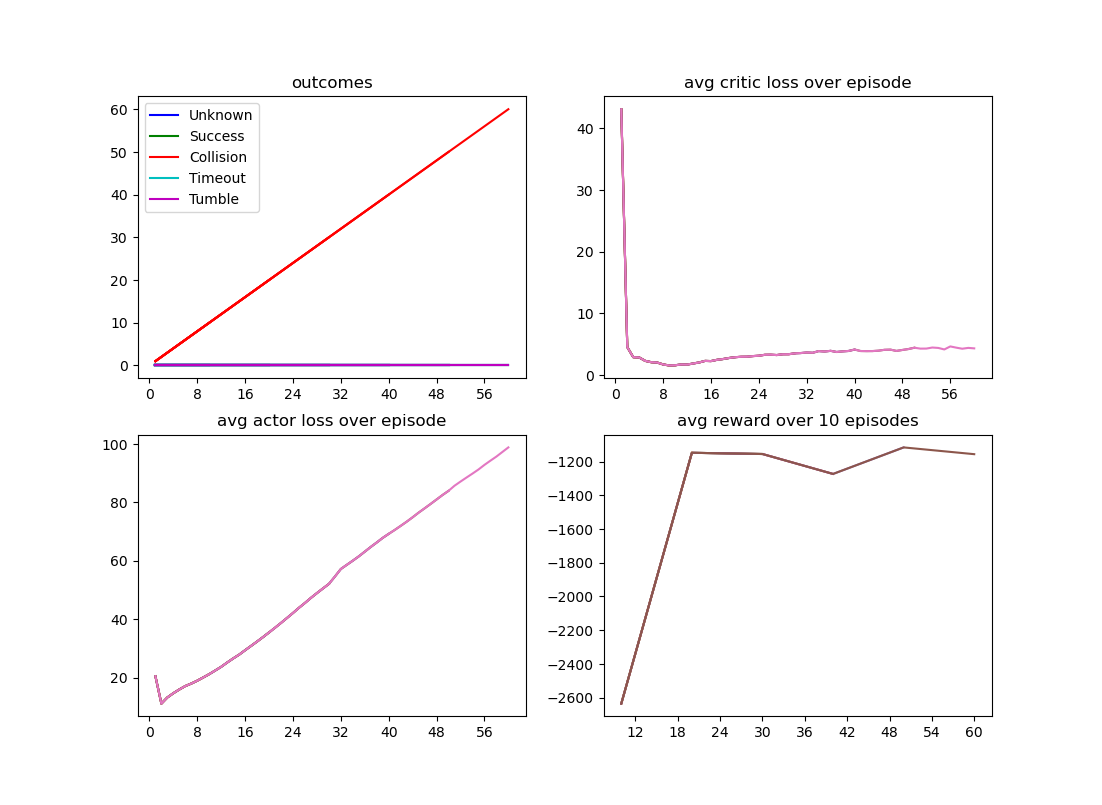 outcomes
60
50
40
30
20
10
0
Unknown
Success
Collision
Timeout
Tumble
0 8 16 24 32 40 48 56
avg critic loss over episode
40
30
20
10
0
0 8 16 24 32 40 48 56
avg actor loss over episode
100
80
60
40
20
0 8 16 24 32 40 48 56
avg reward over 10 episodes
−1200
−1400
−1600
−1800
−2000
−2200
−2400
−2600
12 18 24 30 36 42 48 54 60